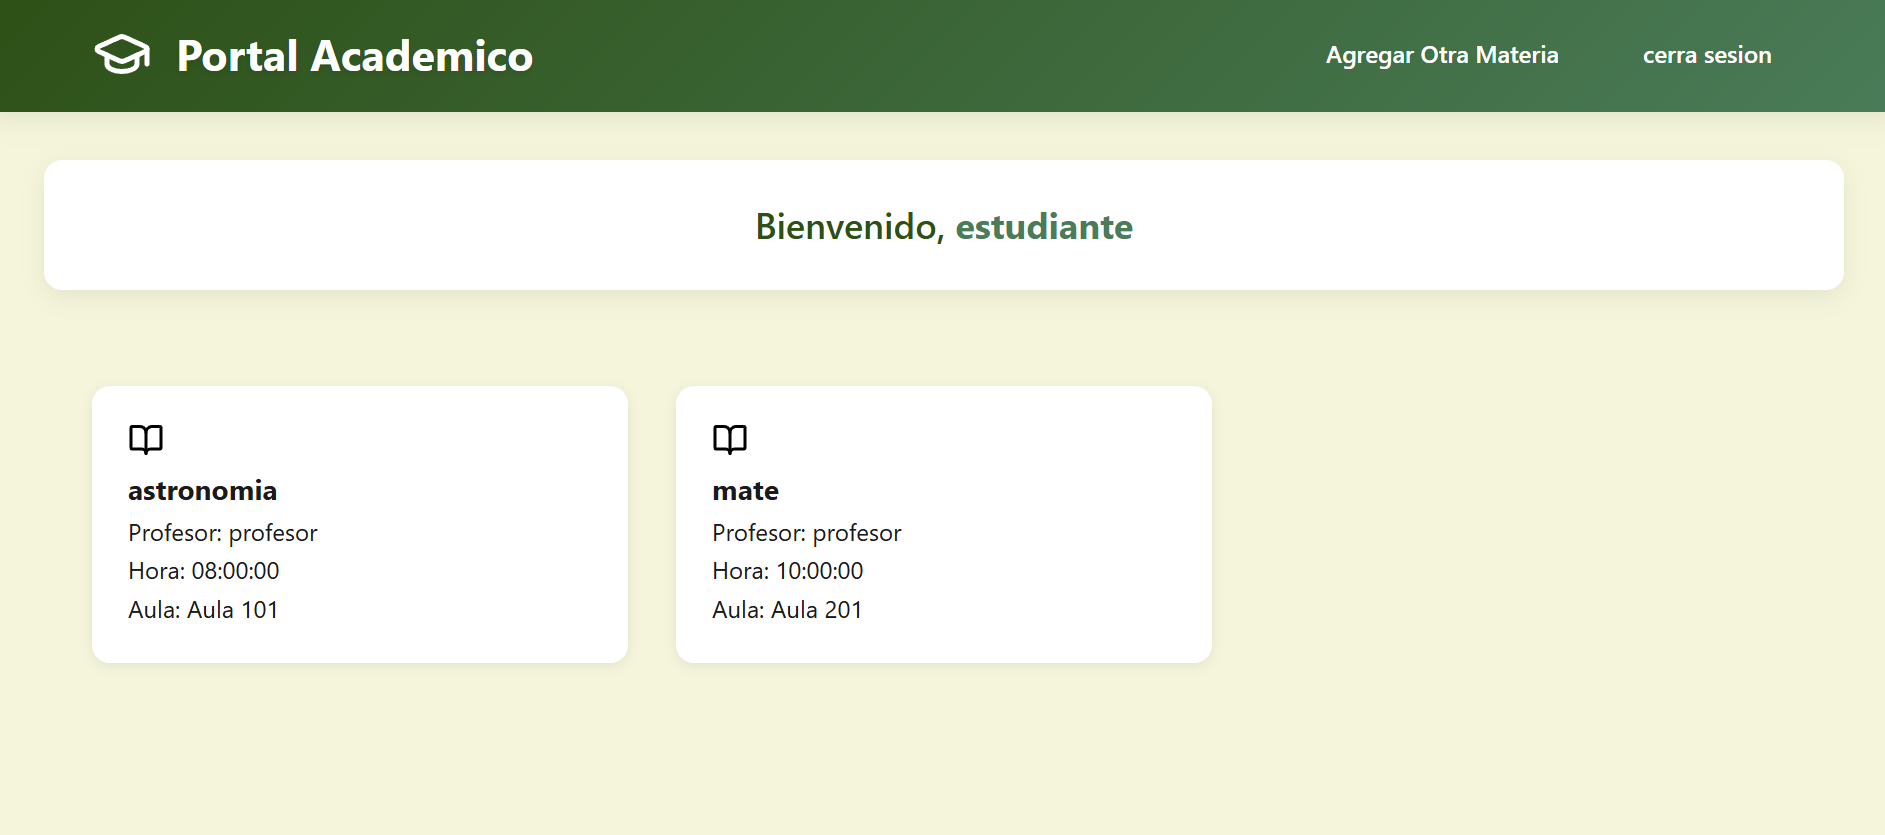 Portal Academico
Agregar Otra Materia
cerra sesion
Bienvenido, estudiante
astronomia
Profesor: profesor
Hora: 08:00:00
Aula: Aula 101
mate
Profesor: profesor
Hora: 10:00:00
Aula: Aula 201